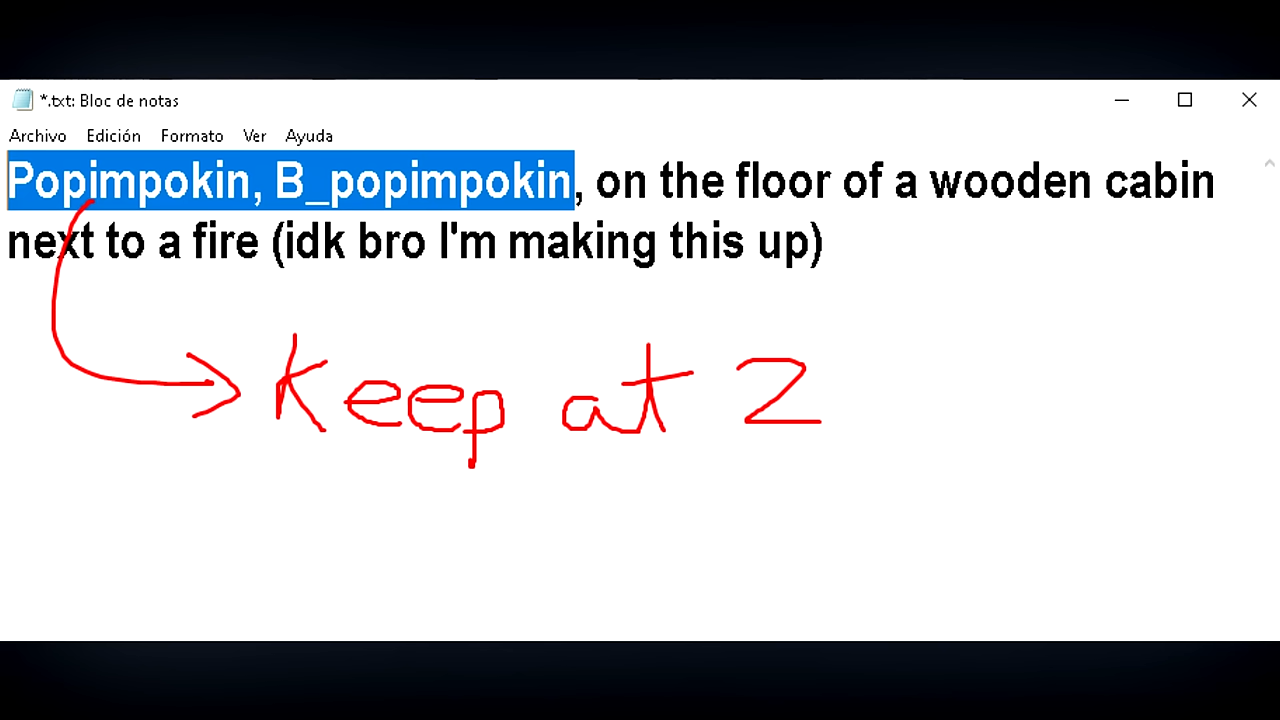 *.txt: Bloc de notas
Archivo Edición Formato Ver Ayuda
Popimpokin, B_popimpokin, on the floor of a wooden cabin
next to a fire (idk bro I'm making this up)
Keep at 2